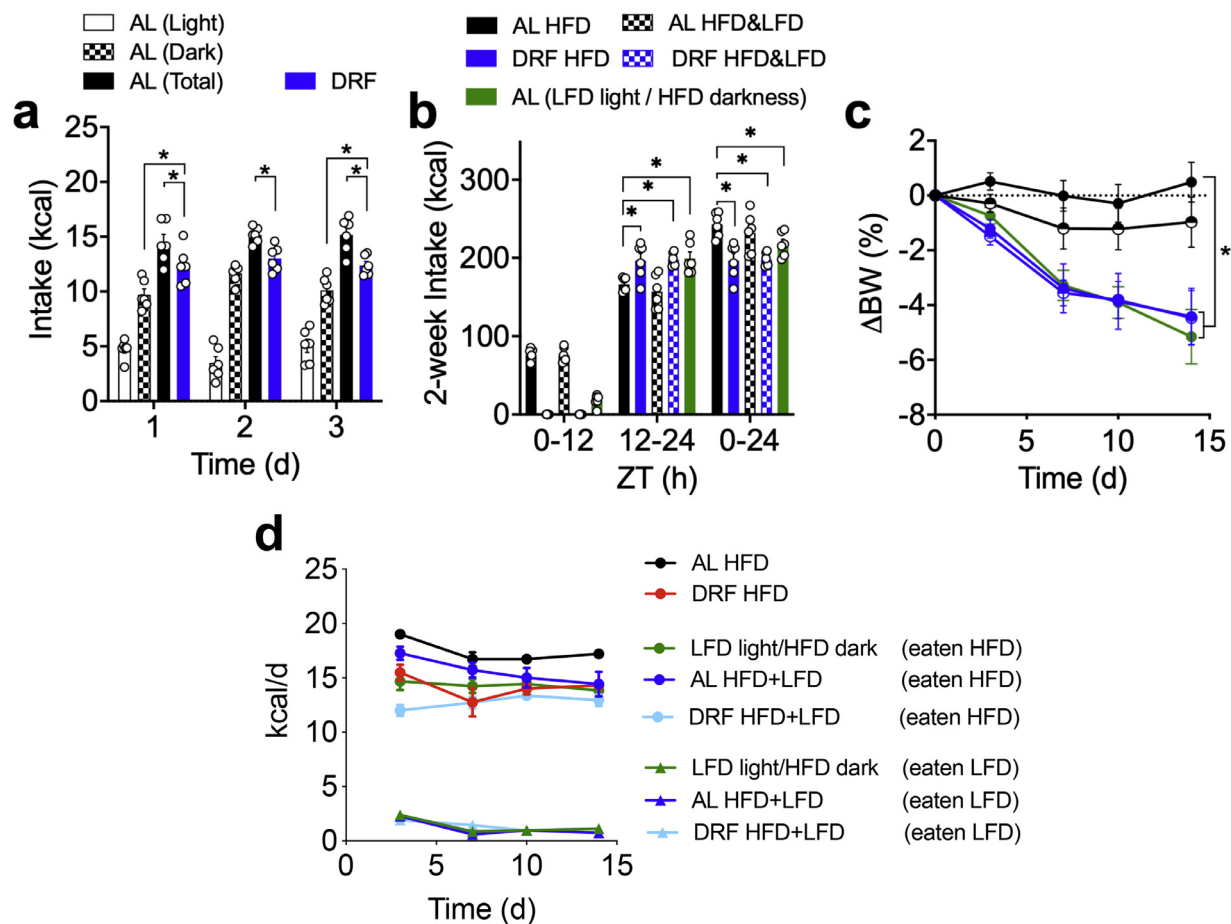 AL (Light)
AL (Dark)
AL (Total)
DRF
AL HFD
AL HFD&LFD
DRF HFD
DRF HFD&LFD
AL (LFD light / HFD darkness)
a
Intake (kcal)
25
20
15
10
5
0
* * * * *
1 2 3
Time (d)
b
2-week Intake (kcal)
300
200
100
0
* * * * * *
0-12 12-24 0-24
ZT (h)
c
ΔBW (%)
2
0
-2
-4
-6
-8
*
0 5 10 15
Time (d)
d
kcal/d
25
20
15
10
5
0
0 5 10 15
Time (d)
AL HFD
DRF HFD
LFD light/HFD dark (eaten HFD)
AL HFD+LFD (eaten HFD)
DRF HFD+LFD (eaten HFD)
LFD light/HFD dark (eaten LFD)
AL HFD+LFD (eaten LFD)
DRF HFD+LFD (eaten LFD)